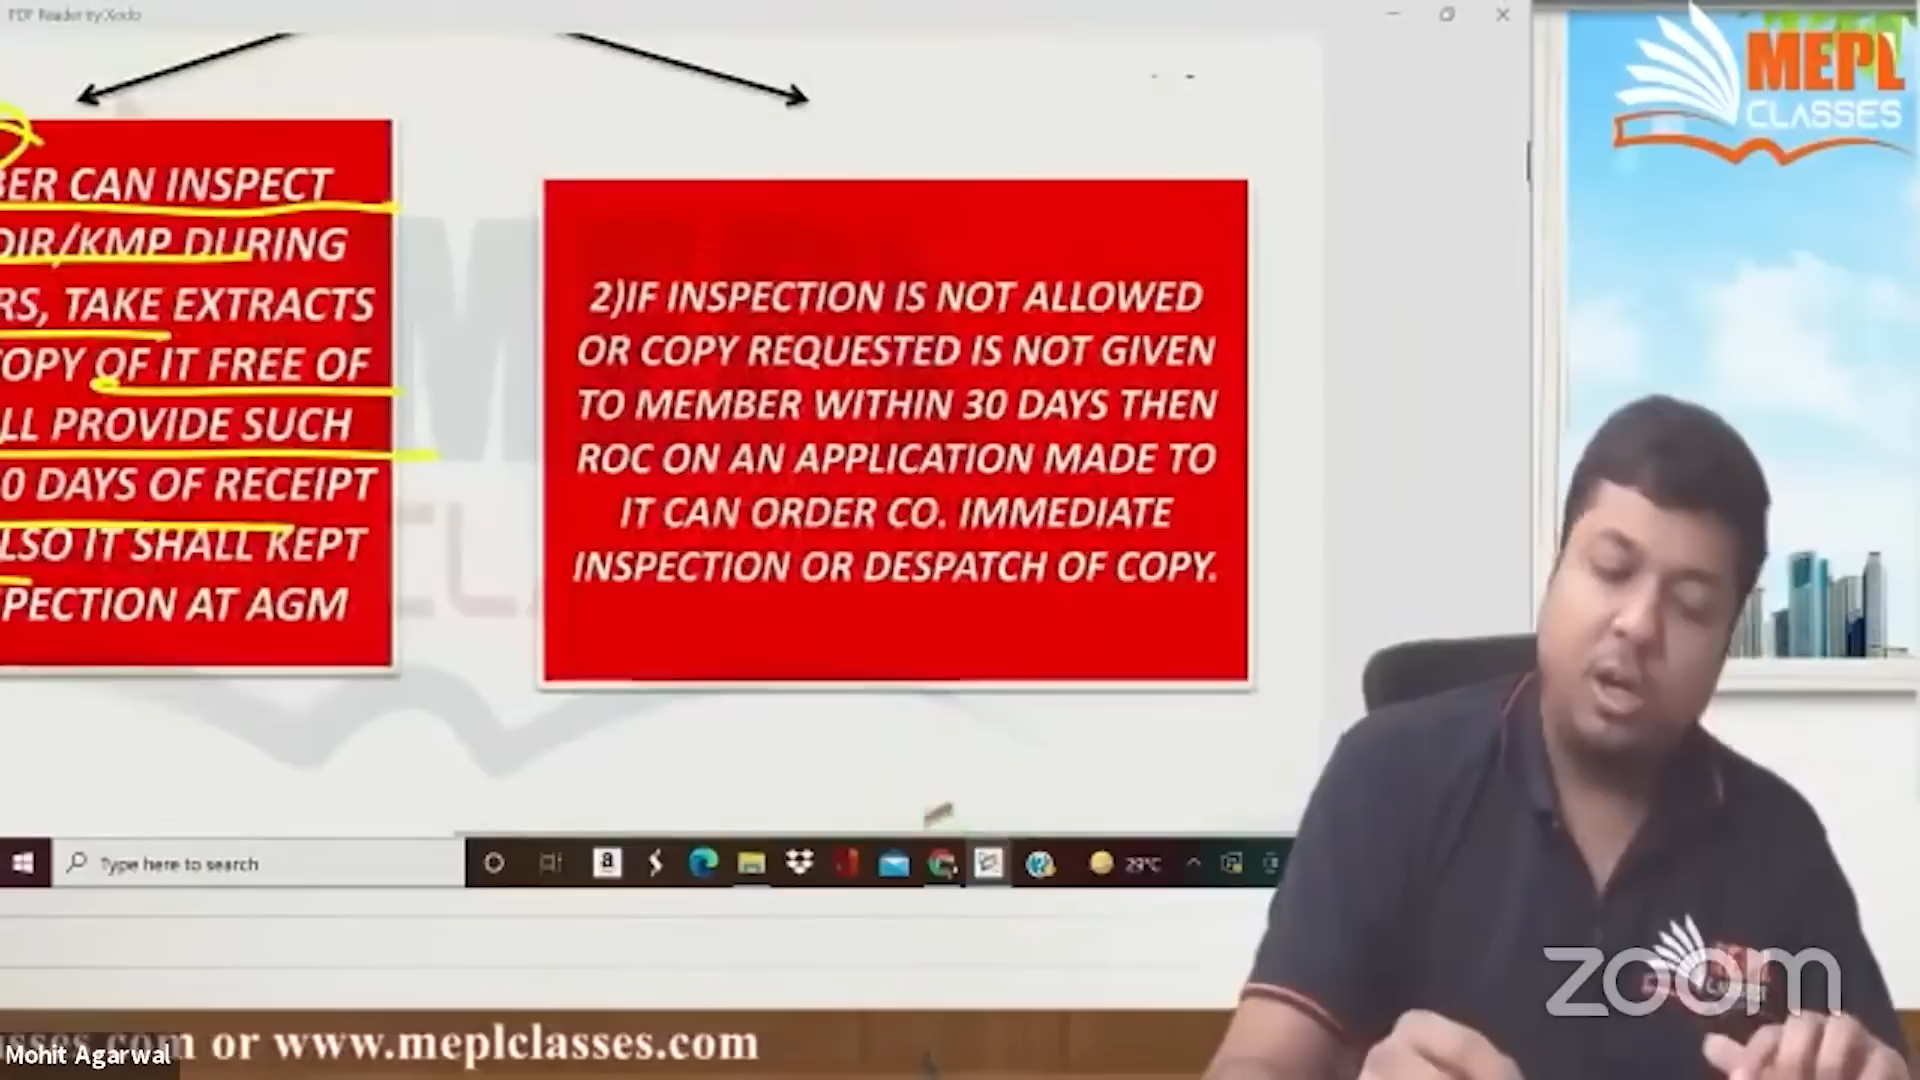 PDF Reader by Xodo
MEPL
CLASSES
BER CAN INSPECT
DIR/KMP DURING
RS, TAKE EXTRACTS
OPY OF IT FREE OF
LL PROVIDE SUCH
0 DAYS OF RECEIPT
LSO IT SHALL KEPT
PECTION AT AGM
2)IF INSPECTION IS NOT ALLOWED
OR COPY REQUESTED IS NOT GIVEN
TO MEMBER WITHIN 30 DAYS THEN
ROC ON AN APPLICATION MADE TO
IT CAN ORDER CO. IMMEDIATE
INSPECTION OR DESPATCH OF COPY.
Type here to search
29°C
zoom
or www.meplclasses.com
Mohit Agarwal